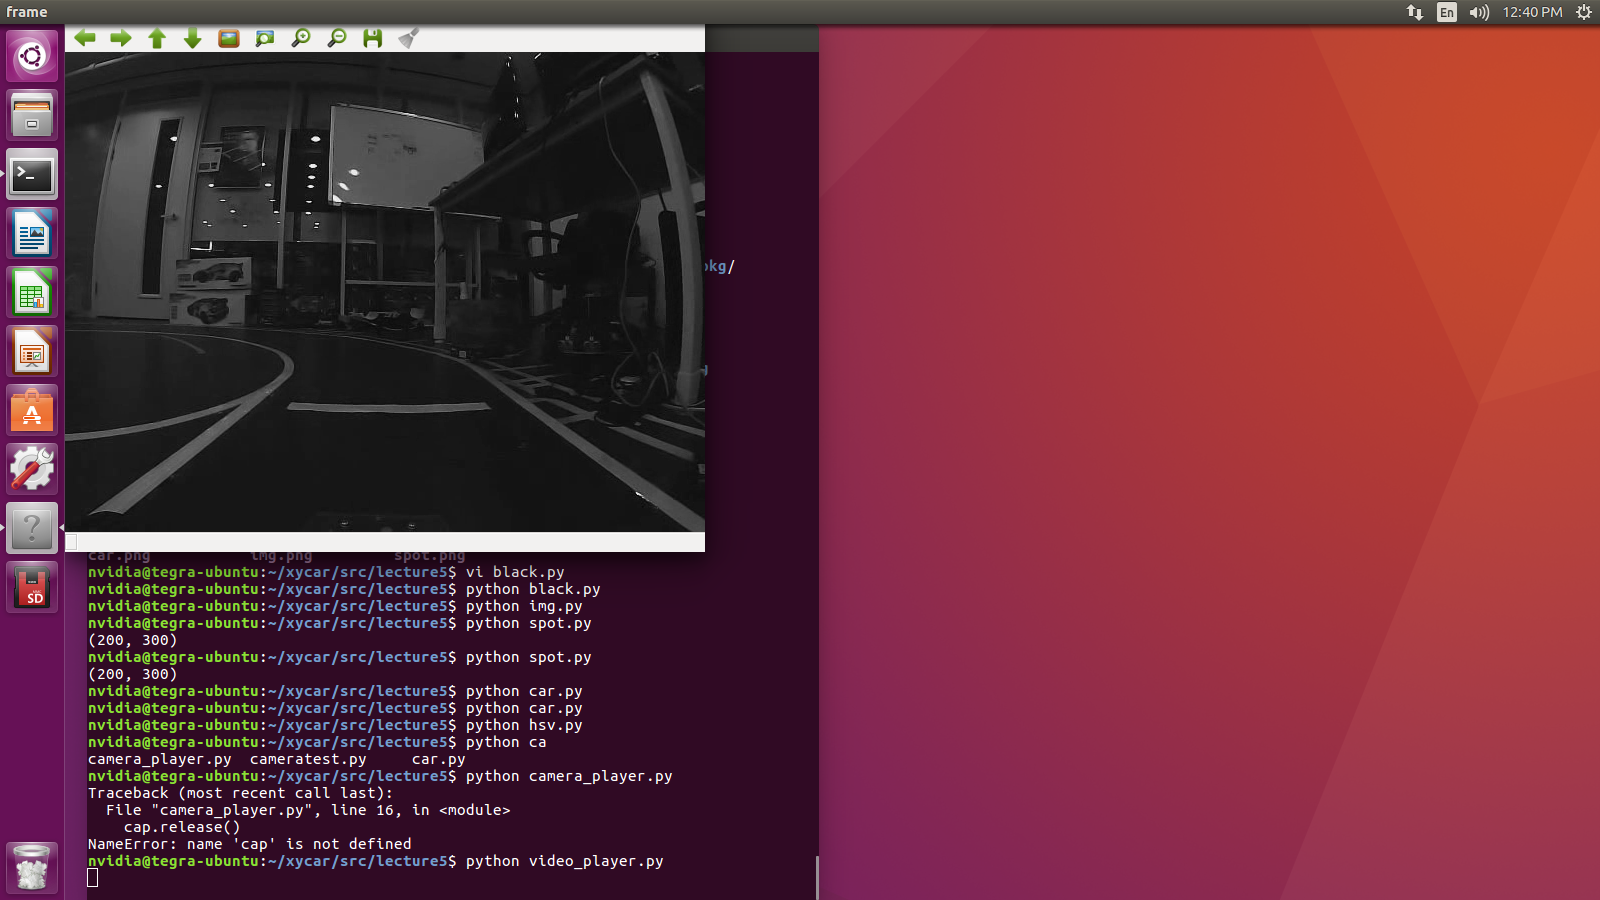 frame
En
12:40 PM
pkg/
car.png img.png spot.png
nvidia@tegra-ubuntu:~/xycar/src/lecture5$ vi black.py
nvidia@tegra-ubuntu:~/xycar/src/lecture5$ python black.py
nvidia@tegra-ubuntu:~/xycar/src/lecture5$ python img.py
nvidia@tegra-ubuntu:~/xycar/src/lecture5$ python spot.py
(200, 300)
nvidia@tegra-ubuntu:~/xycar/src/lecture5$ python spot.py
(200, 300)
nvidia@tegra-ubuntu:~/xycar/src/lecture5$ python car.py
nvidia@tegra-ubuntu:~/xycar/src/lecture5$ python car.py
nvidia@tegra-ubuntu:~/xycar/src/lecture5$ python hsv.py
nvidia@tegra-ubuntu:~/xycar/src/lecture5$ python ca
camera_player.py cameratest.py car.py
nvidia@tegra-ubuntu:~/xycar/src/lecture5$ python camera_player.py
Traceback (most recent call last):
File "camera_player.py", line 16, in <module>
cap.release()
NameError: name 'cap' is not defined
nvidia@tegra-ubuntu:~/xycar/src/lecture5$ python video_player.py
SD